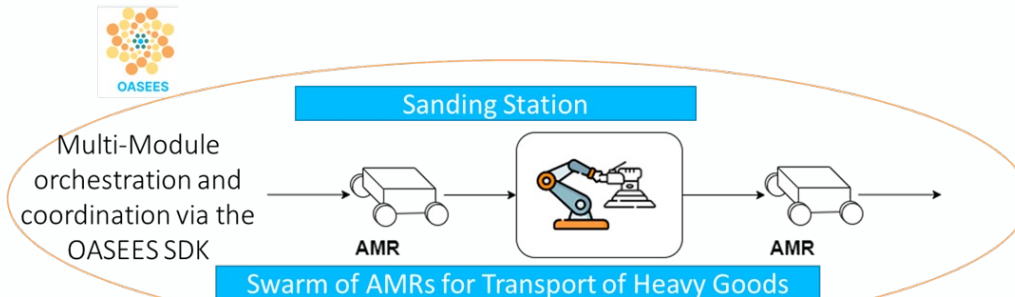 OASEES
Sanding Station
Multi-Module
orchestration and
coordination via the
OASEES SDK
AMR
AMR
Swarm of AMRs for Transport of Heavy Goods